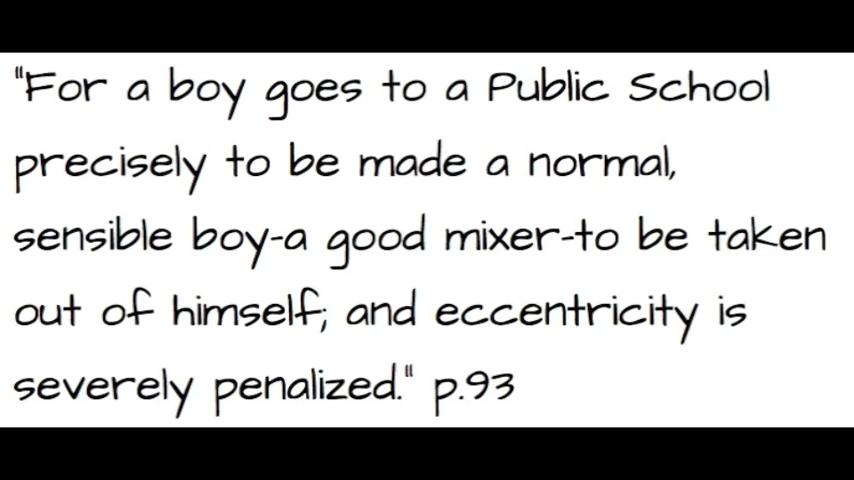 "For a boy goes to a Public School
precisely to be made a normal,
sensible boy-a good mixer-to be taken
out of himself; and eccentricity is
severely penalized." p.93